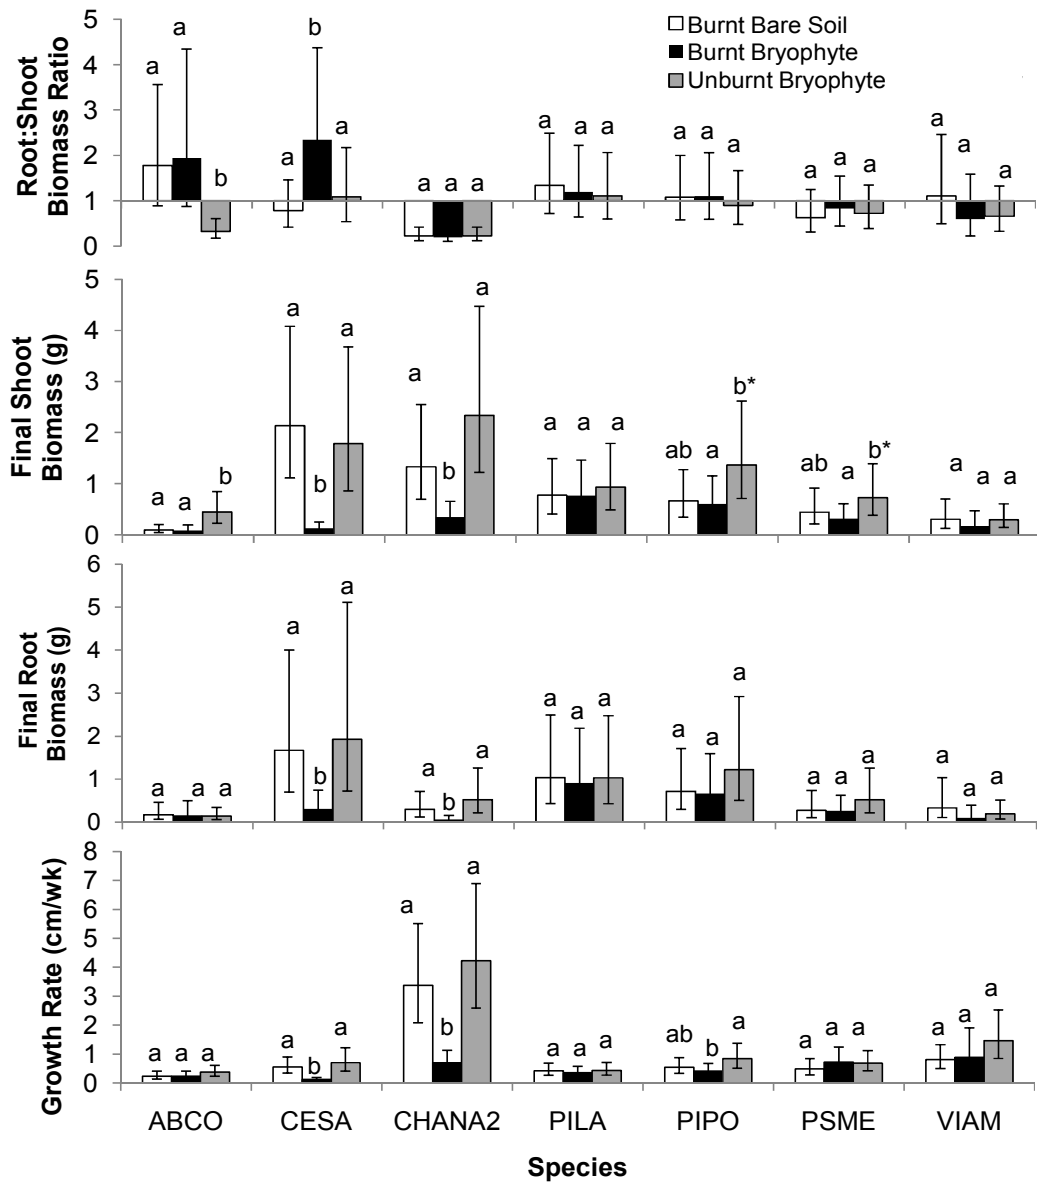 Root:Shoot
Biomass Ratio
5
4
3
2
1
0
Burnt Bare Soil
Burnt Bryophyte
Unburnt Bryophyte
a a b
a b a
a a a
a a a
a a a
a a a
a a a
Final Shoot
Biomass (g)
5
4
3
2
1
0
a a b
a b a
a b a
a a a
ab a b*
ab a b*
a a a
Final Root
Biomass (g)
6
5
4
3
2
1
0
a a a
a b a
a b a
a a a
a a a
a a a
a a a
Growth Rate (cm/wk)
8
7
6
5
4
3
2
1
0
a a a
a b a
a b a
a a a
ab b a
a a a
a a a
ABCO CESA CHANA2 PILA PIPO PSME VIAM
Species